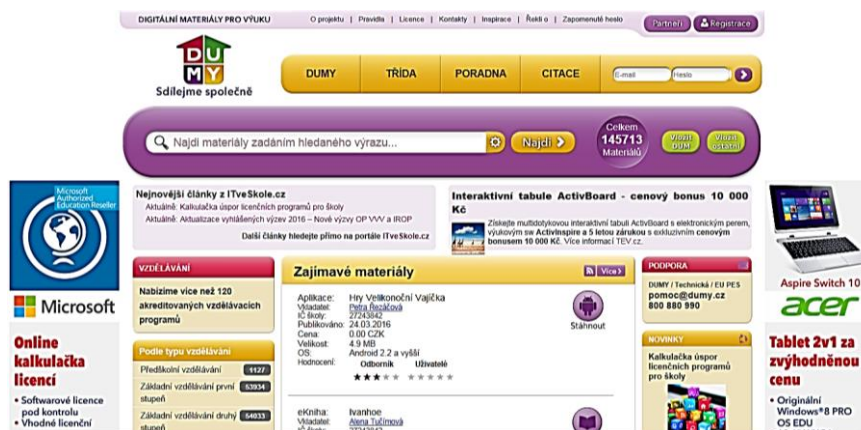 DIGITÁLNÍ MATERIÁLY PRO VÝUKU
O projektu | Pravidla | Licence | Kontakty | Inspirace | Řekli o | Zapomenuté heslo
Partneři
Registrace
DUMY
Sdílejme společně
DUMY TŘÍDA PORADNA CITACE
E-mail
Heslo
Najdi materiály zadáním hledaného výrazu...
Najdi
Celkem
145713
Materiálů
Vložit
DUM
Vložit
ostatní
Microsoft
Authorized
Education Reseller
Microsoft
Online
kalkulačka
licencí
• Softwarové licence
pod kontrolu
• Vhodné licenční
Nejnovější články z ITveSkole.cz
Aktuálně: Kalkulačka úspor licenčních programů pro školy
Aktuálně: Aktualizace vyhlášených výzev 2016 – Nové výzvy OP VVV a IROP
Další články hledejte přímo na portále ITveSkole.cz
Interaktivní tabule ActivBoard - cenový bonus 10 000
Kč
Získejte multidotykovou interaktivní tabuli ActivBoard s elektronickým perem,
výukovým sw ActivInspire a 5 letou zárukou s exkluzivním cenovým
bonusem 10 000 Kč. Více informací TEV.cz.
VZDĚLÁVÁNÍ
Nabízíme více než 120
akreditovaných vzdělávacích
programů
Podle typu vzdělávání
Předškolní vzdělávání 1127
Základní vzdělávání první 53934
stupeň
Základní vzdělávání druhý 54033
stupeň
Zajímavé materiály
Více
Aplikace: Hry Velikonoční Vajíčka
Vkladatel: Petra Řezáčová
IČ školy: 27243842
Publikováno: 24.03.2016
Cena: 0.00 CZK
Velikost: 4.9 MB
OS: Android 2.2 a vyšší
Hodnocení: Odborník Uživatelé
Stáhnout
eKniha: Ivanhoe
Vkladatel: Alena Tučímová
PODPORA
DUMY / Technická / EU PES
pomoc@dumy.cz
800 880 990
NOVINKY
Kalkulačka úspor
licenčních programů
pro školy
Aspire Switch 10
acer
Tablet 2v1 za
zvýhodněnou
cenu
• Originální
Windows®8 PRO
OS EDU